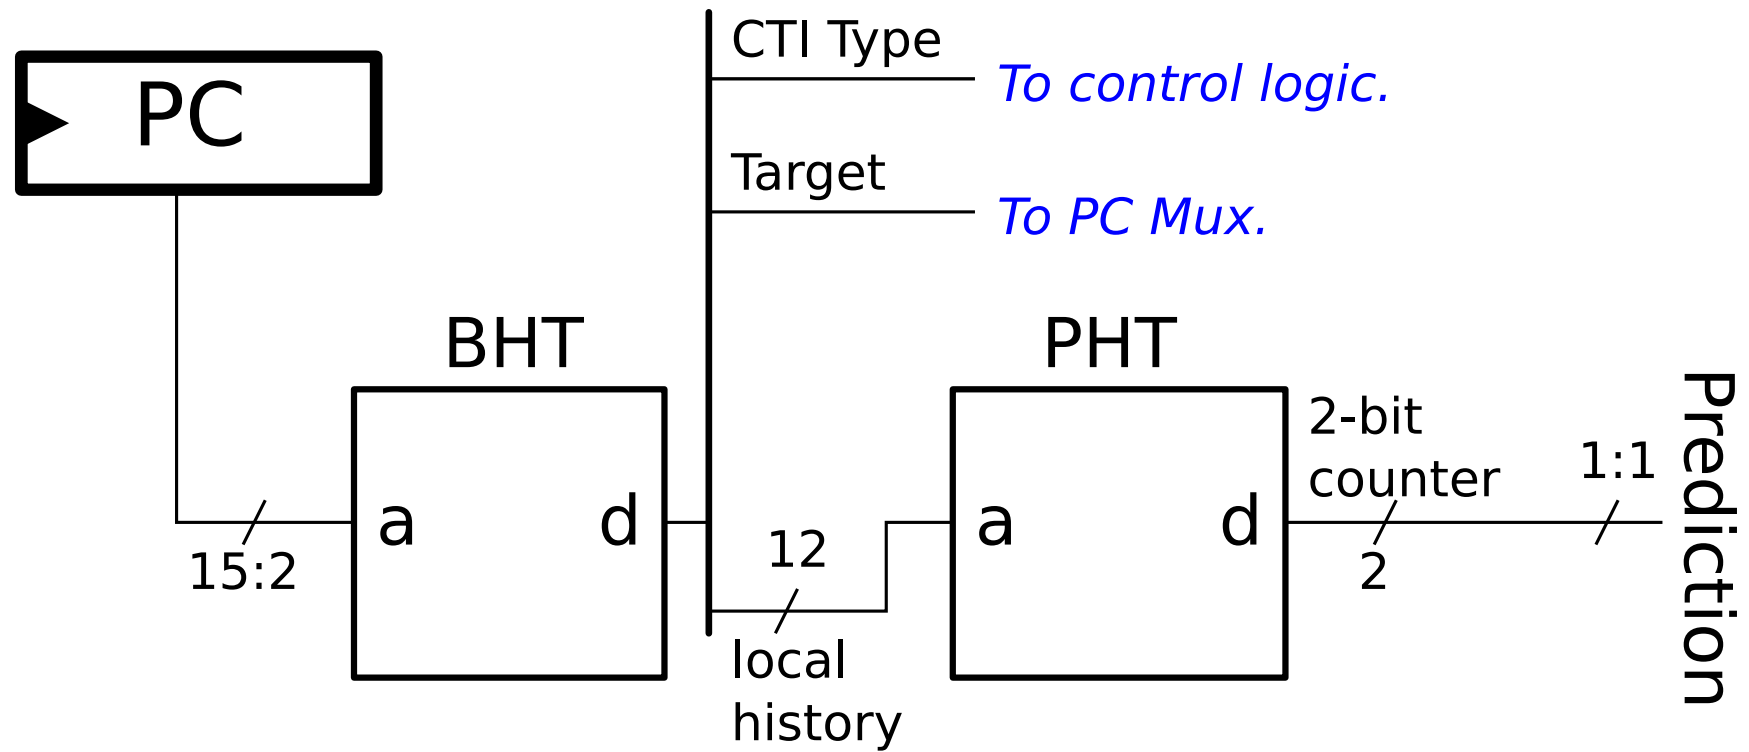 CTI Type
To control logic.
PC
Target
To PC Mux.
BHT
PHT
2-bit
counter
1:1
a
d
12
a
d
15:2
2
local
history
Prediction